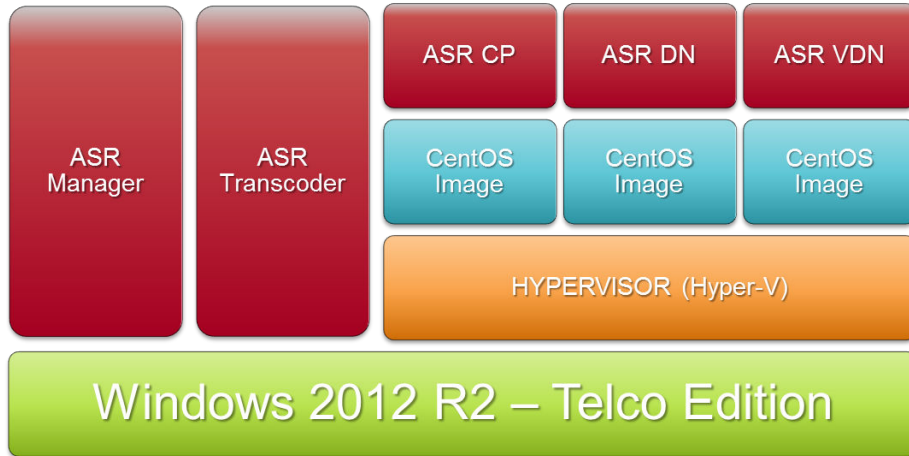 ASR
Manager
ASR
Transcoder
ASR CP
ASR DN
ASR VDN
CentOS
Image
CentOS
Image
CentOS
Image
HYPERVISOR (Hyper-V)
Windows 2012 R2 – Telco Edition